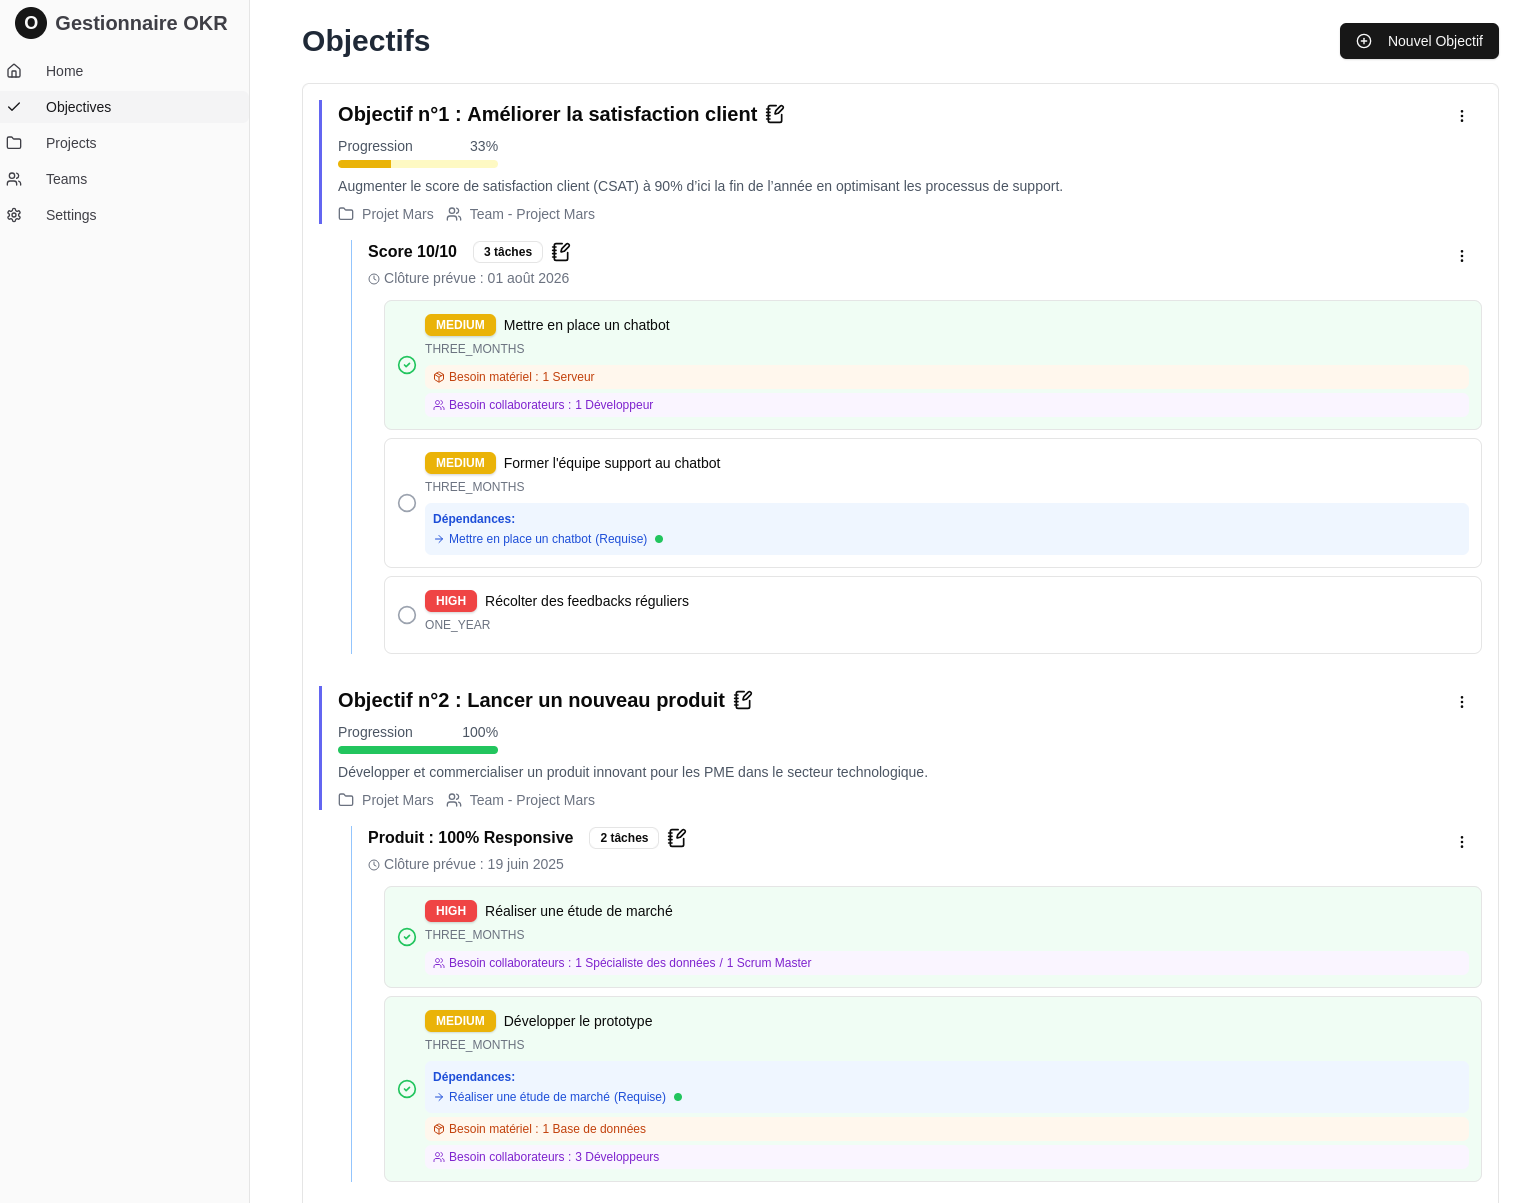 O Gestionnaire OKR
Home
Objectives
Projects
Teams
Settings
Objectifs
Nouvel Objectif
Objectif n°1 : Améliorer la satisfaction client
Progression 33%
Augmenter le score de satisfaction client (CSAT) à 90% d’ici la fin de l’année en optimisant les processus de support.
Projet Mars Team - Project Mars
Score 10/10 3 tâches
Clôture prévue : 01 août 2026
MEDIUM Mettre en place un chatbot
THREE_MONTHS
Besoin matériel : 1 Serveur
Besoin collaborateurs : 1 Développeur
MEDIUM Former l'équipe support au chatbot
THREE_MONTHS
Dépendances:
Mettre en place un chatbot (Requise)
HIGH Récolter des feedbacks réguliers
ONE_YEAR
Objectif n°2 : Lancer un nouveau produit
Progression 100%
Développer et commercialiser un produit innovant pour les PME dans le secteur technologique.
Projet Mars Team - Project Mars
Produit : 100% Responsive 2 tâches
Clôture prévue : 19 juin 2025
HIGH Réaliser une étude de marché
THREE_MONTHS
Besoin collaborateurs : 1 Spécialiste des données / 1 Scrum Master
MEDIUM Développer le prototype
THREE_MONTHS
Dépendances:
Réaliser une étude de marché (Requise)
Besoin matériel : 1 Base de données
Besoin collaborateurs : 3 Développeurs